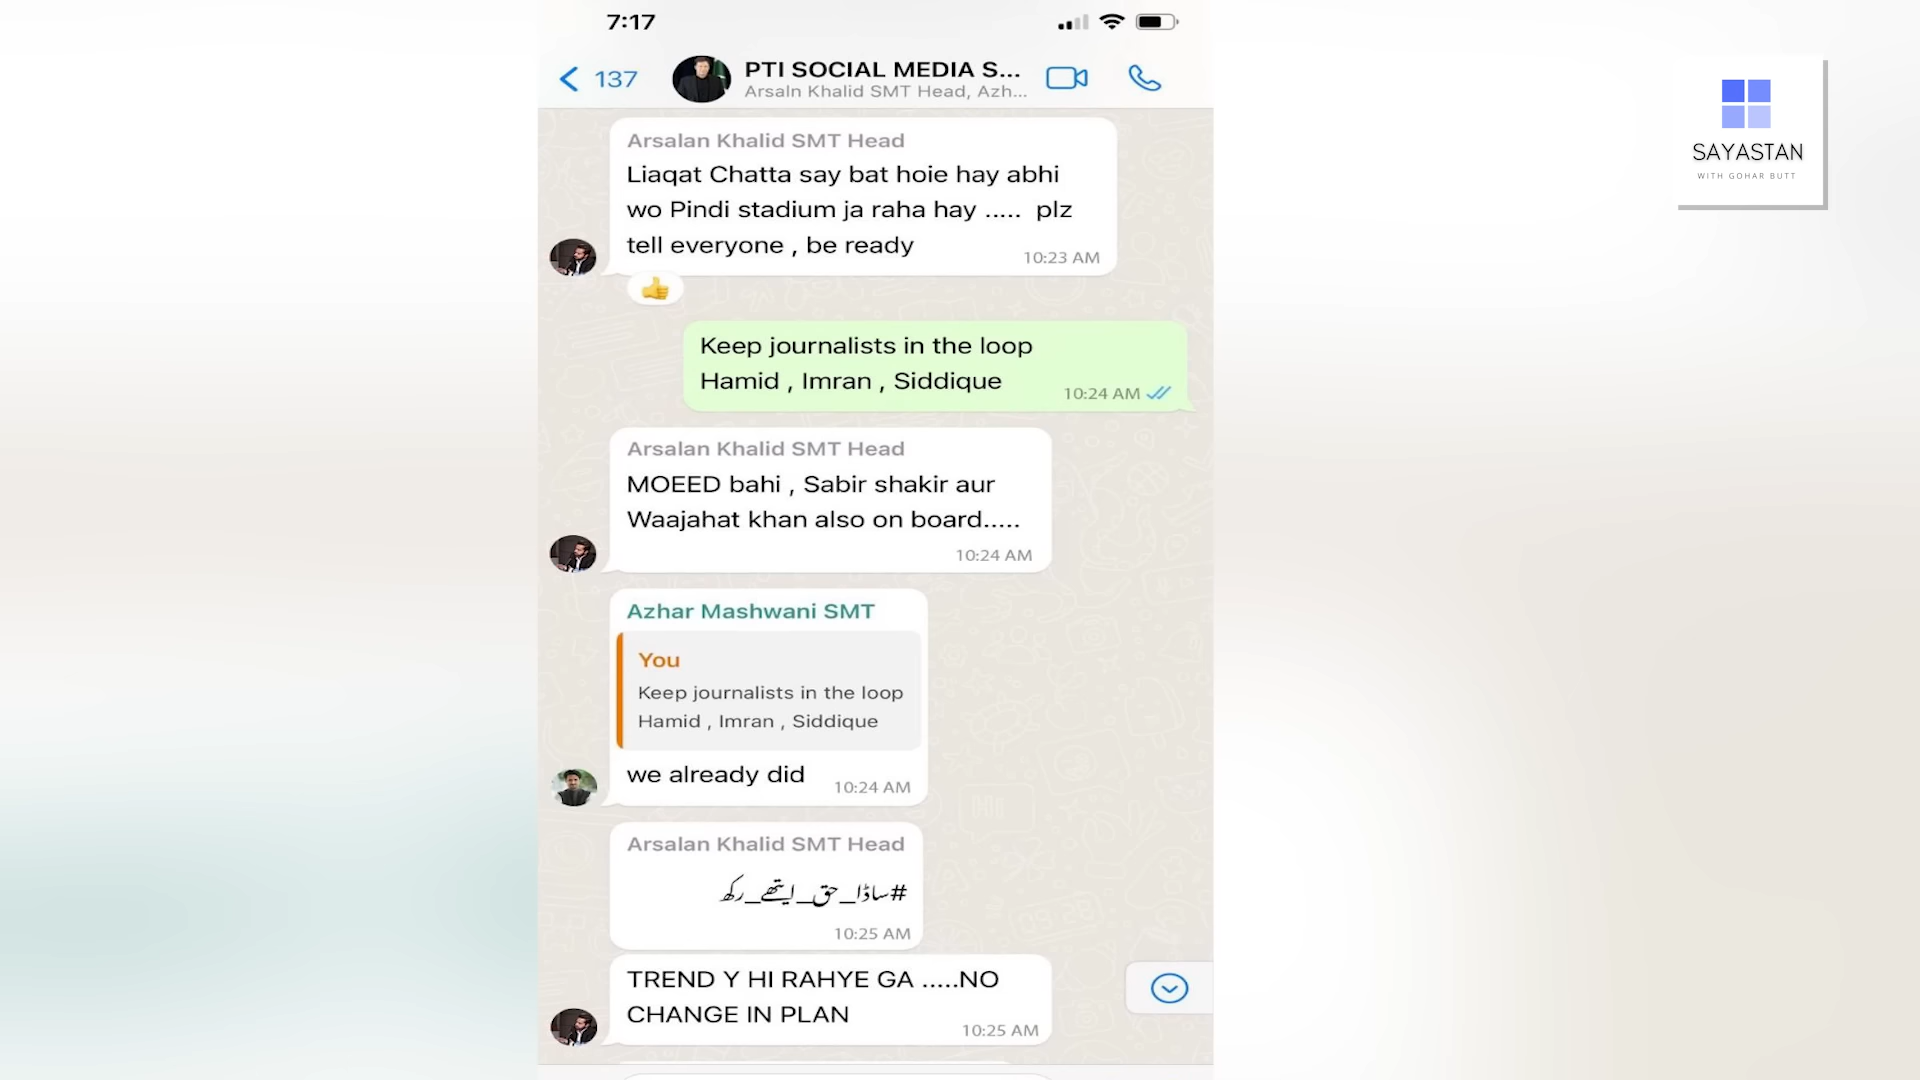 7:17
137
PTI SOCIAL MEDIA S...
Arsaln Khalid SMT Head, Azh...
SAYASTAN
WITH GOHAR BUTT
Arsalan Khalid SMT Head
Liaqat Chatta say bat hoie hay abhi
wo Pindi stadium ja raha hay ..... plz
tell everyone , be ready
10:23 AM
Keep journalists in the loop
Hamid , Imran , Siddique
10:24 AM
Arsalan Khalid SMT Head
MOEED bahi , Sabir shakir aur
Waajahat khan also on board.....
10:24 AM
Azhar Mashwani SMT
You
Keep journalists in the loop
Hamid , Imran , Siddique
we already did
10:24 AM
Arsalan Khalid SMT Head
#ساڈا_حق_ایتھے_رکھ
10:25 AM
TREND Y HI RAHYE GA .....NO
CHANGE IN PLAN
10:25 AM